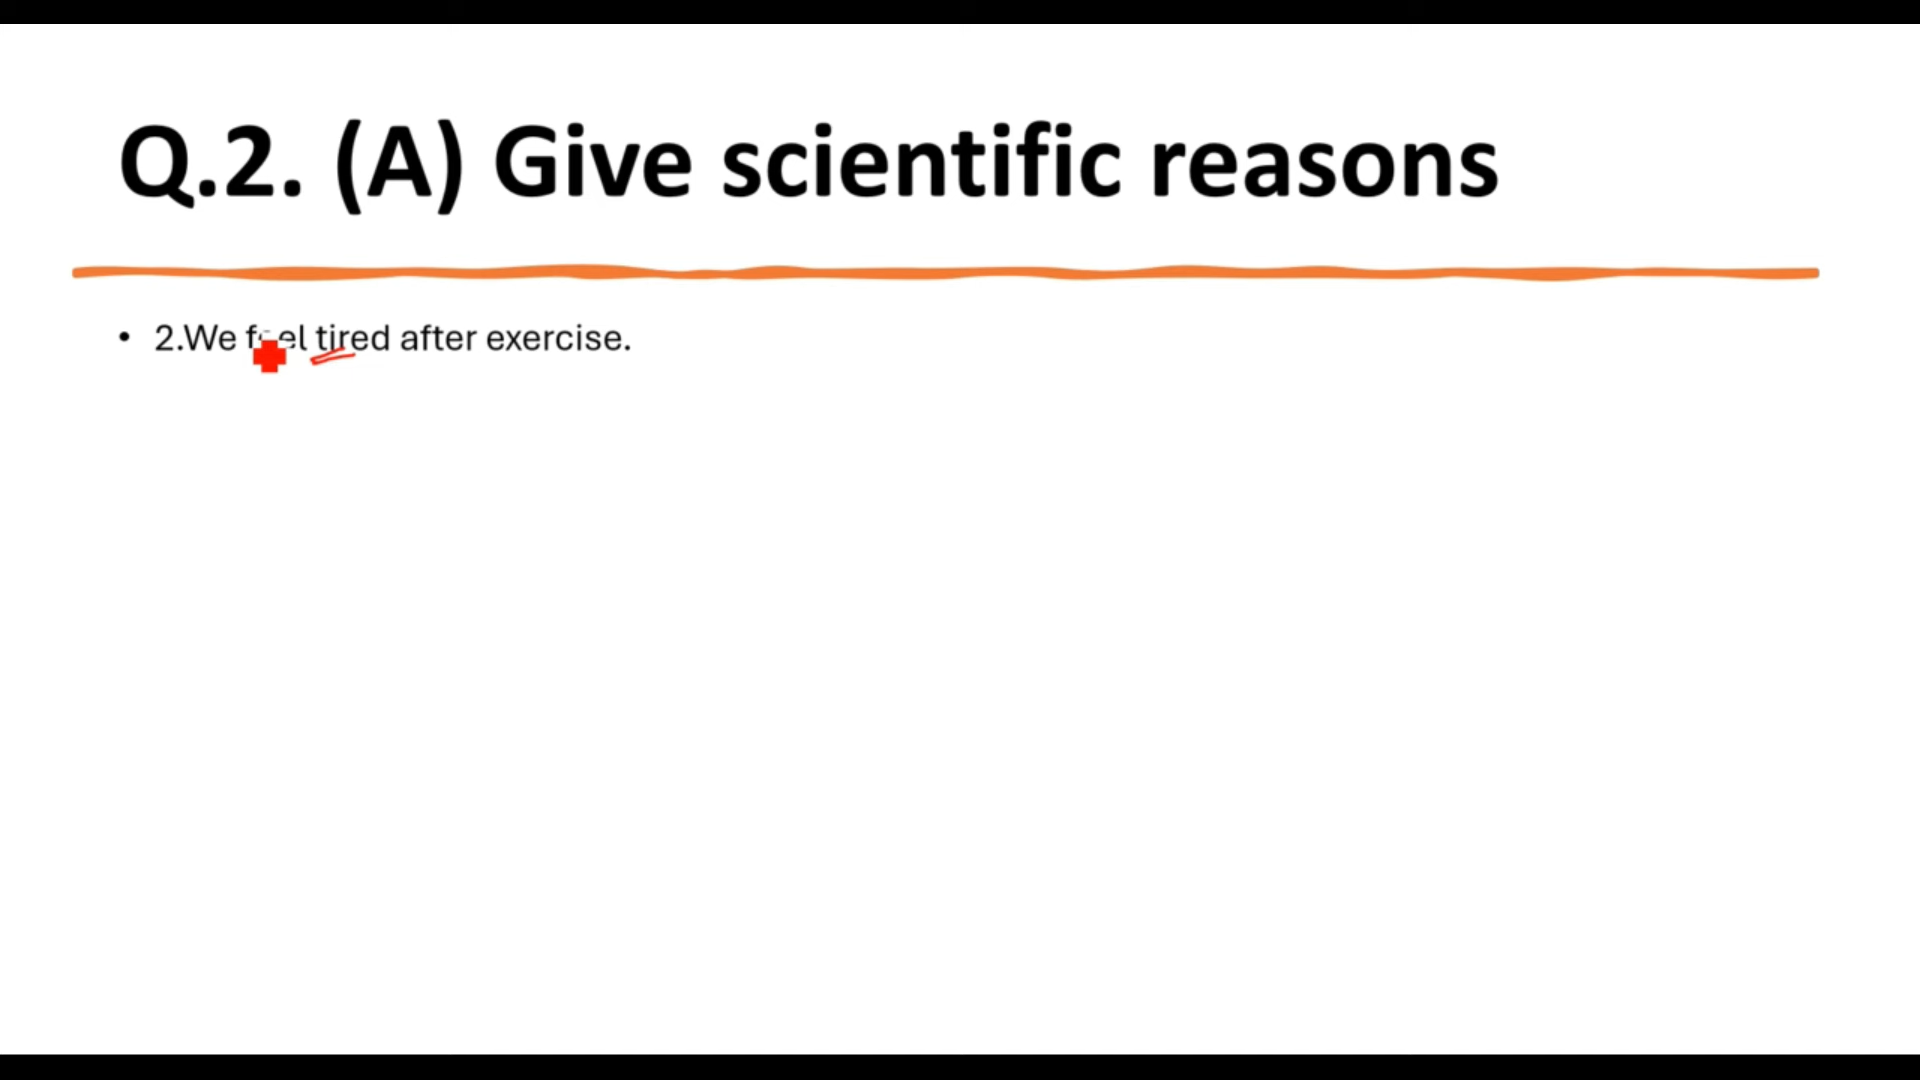 Q.2. (A) Give scientific reasons
• 2.We feel tired after exercise.